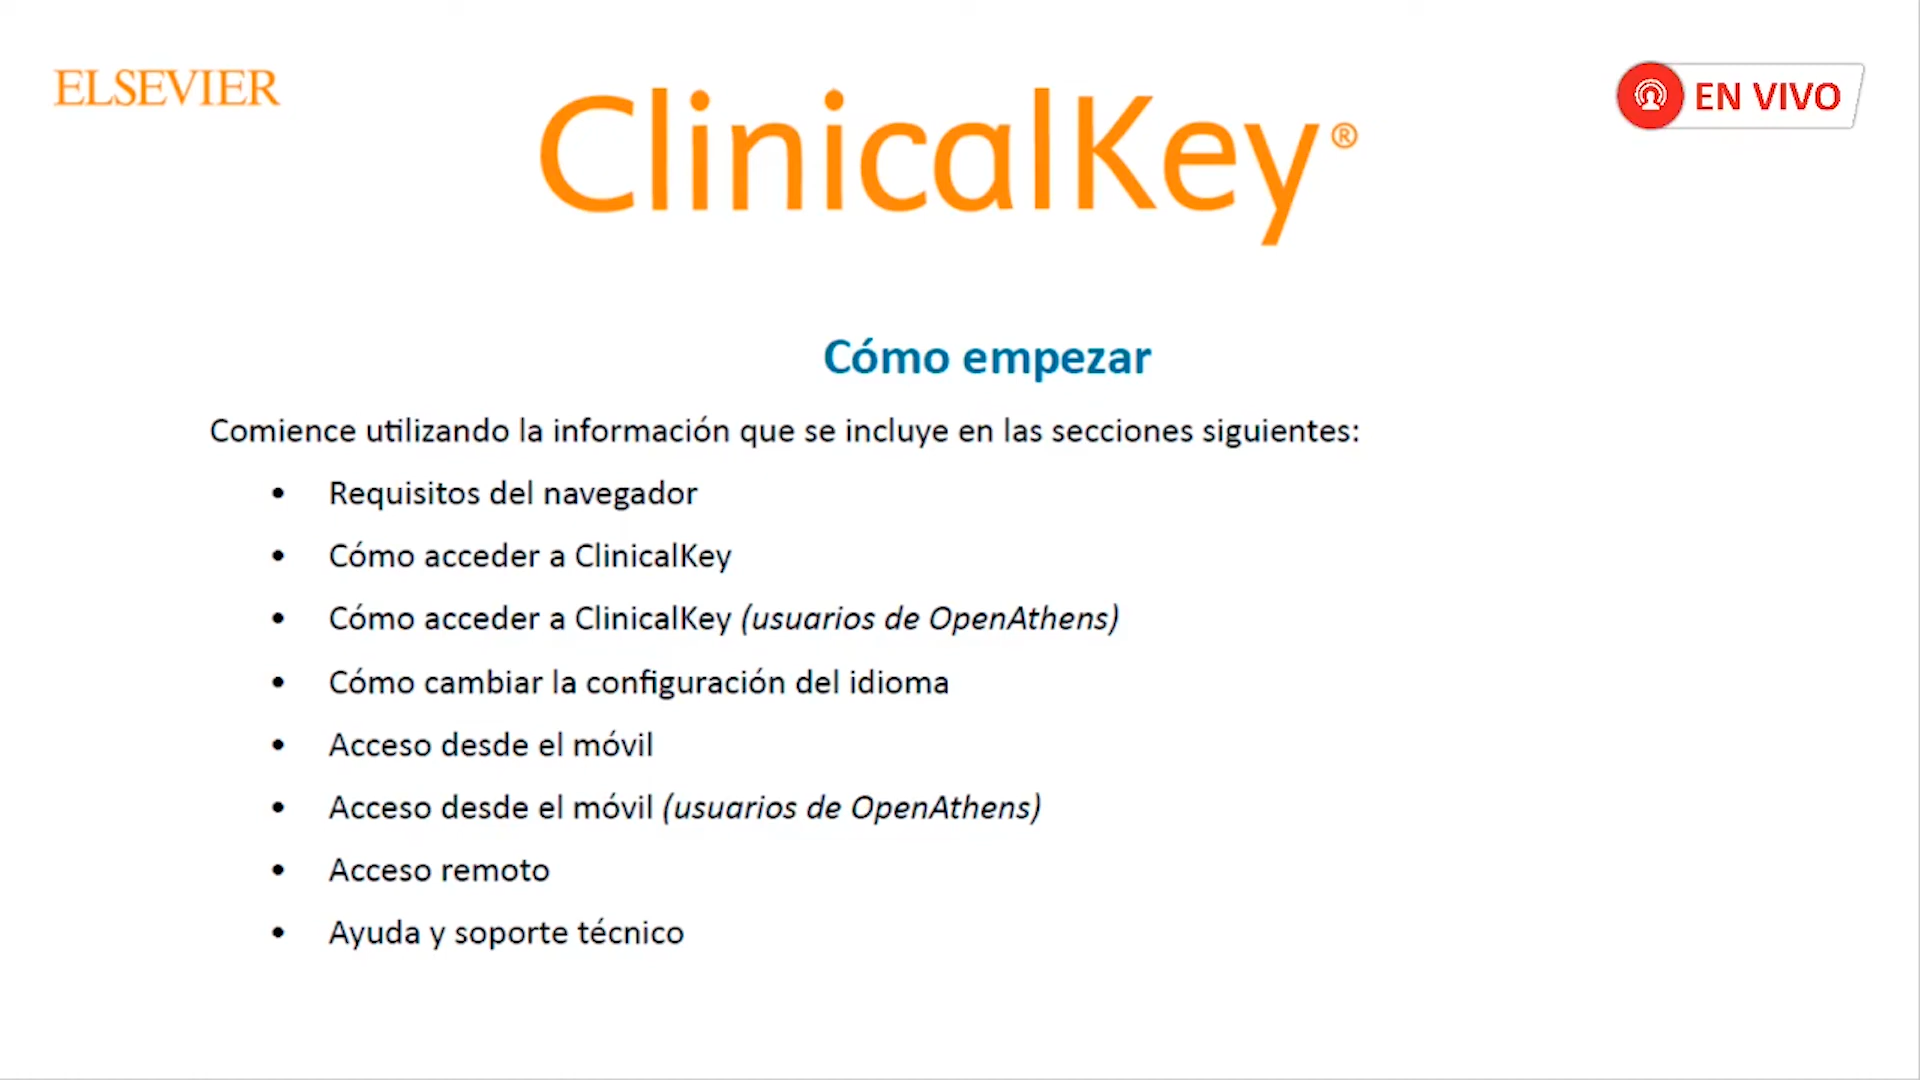 ELSEVIER
ClinicalKey®
EN VIVO
Cómo empezar
Comience utilizando la información que se incluye en las secciones siguientes:
• Requisitos del navegador
• Cómo acceder a ClinicalKey
• Cómo acceder a ClinicalKey (usuarios de OpenAthens)
• Cómo cambiar la configuración del idioma
• Acceso desde el móvil
• Acceso desde el móvil (usuarios de OpenAthens)
• Acceso remoto
• Ayuda y soporte técnico